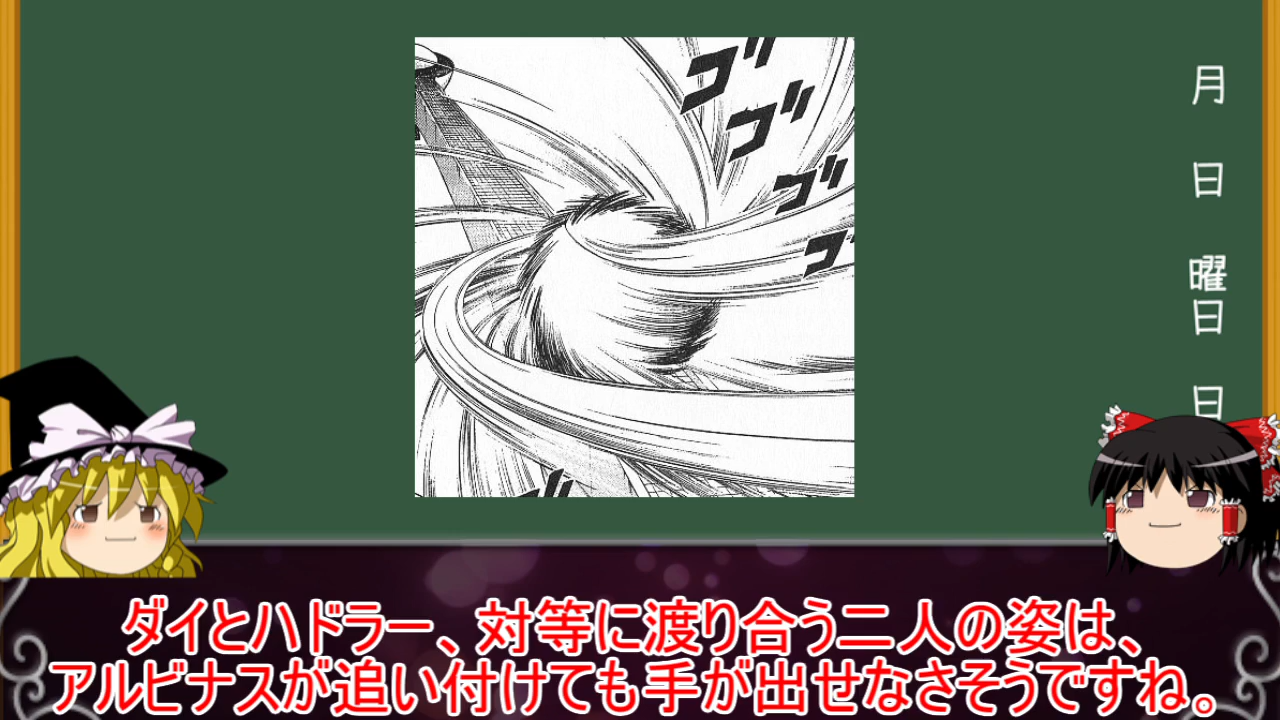 ゴゴゴゴ
月
日
曜
日
日
ダイとハドラー、対等に渡り合う二人の姿は、
アルビナスが追い付けても手が出せなさそうですね。